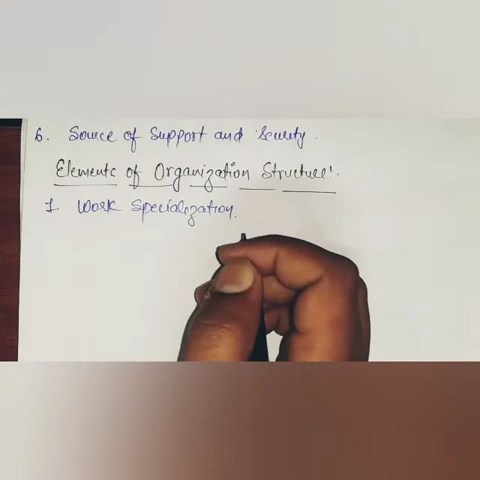 6. Source of Support and Security.
Elements of Organization Structure:
1. Work Specialization.